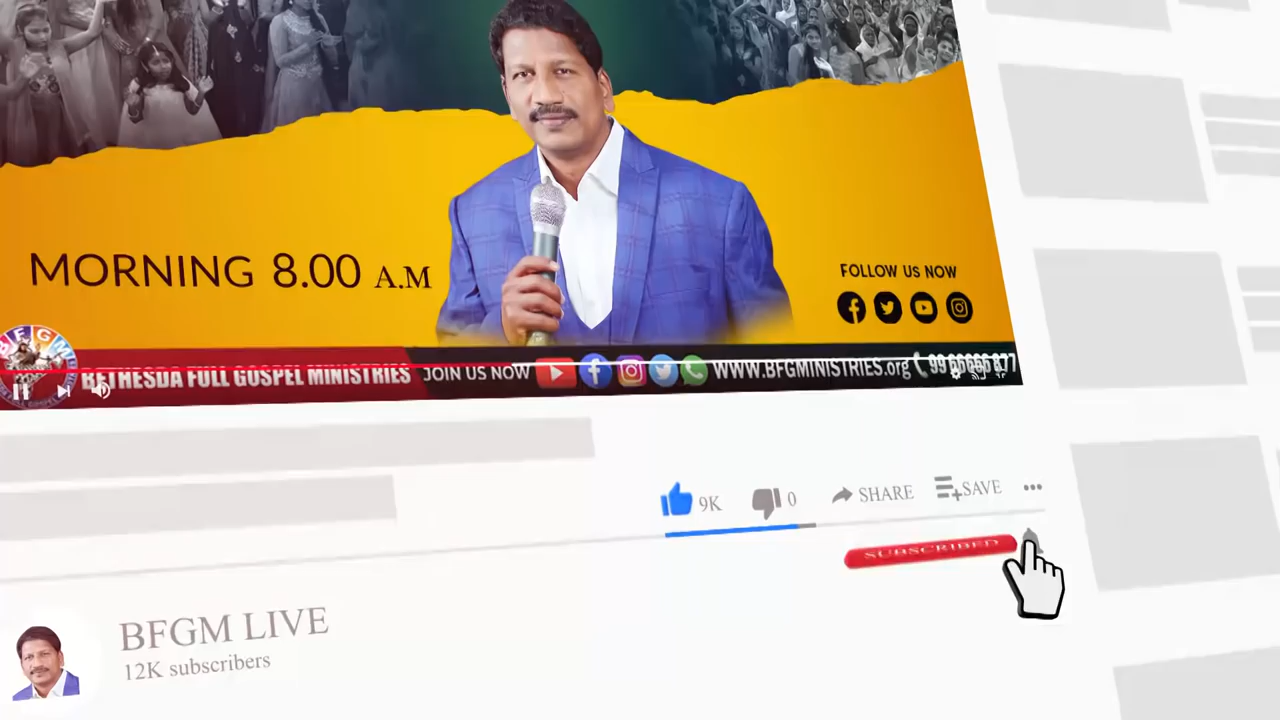 MORNING 8.00 A.M
FOLLOW US NOW
BFGM
BETHESDA FULL GOSPEL MINISTRIES
JOIN US NOW
WWW.BFGMINISTRIES.org
9K
0
SHARE
SAVE
SUBSCRIBED
BFGM LIVE
12K subscribers